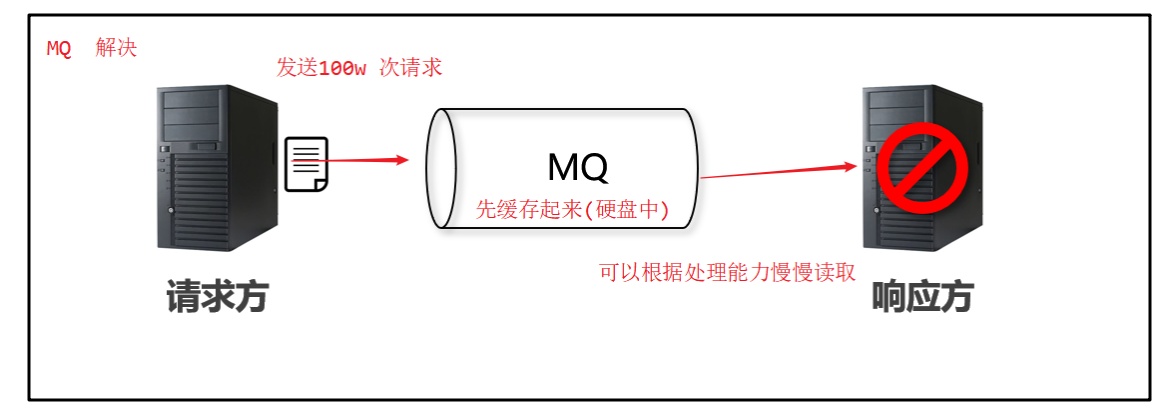 MQ 解决
发送100w 次请求
MQ
先缓存起来(硬盘中)
可以根据处理能力慢慢读取
请求方
响应方